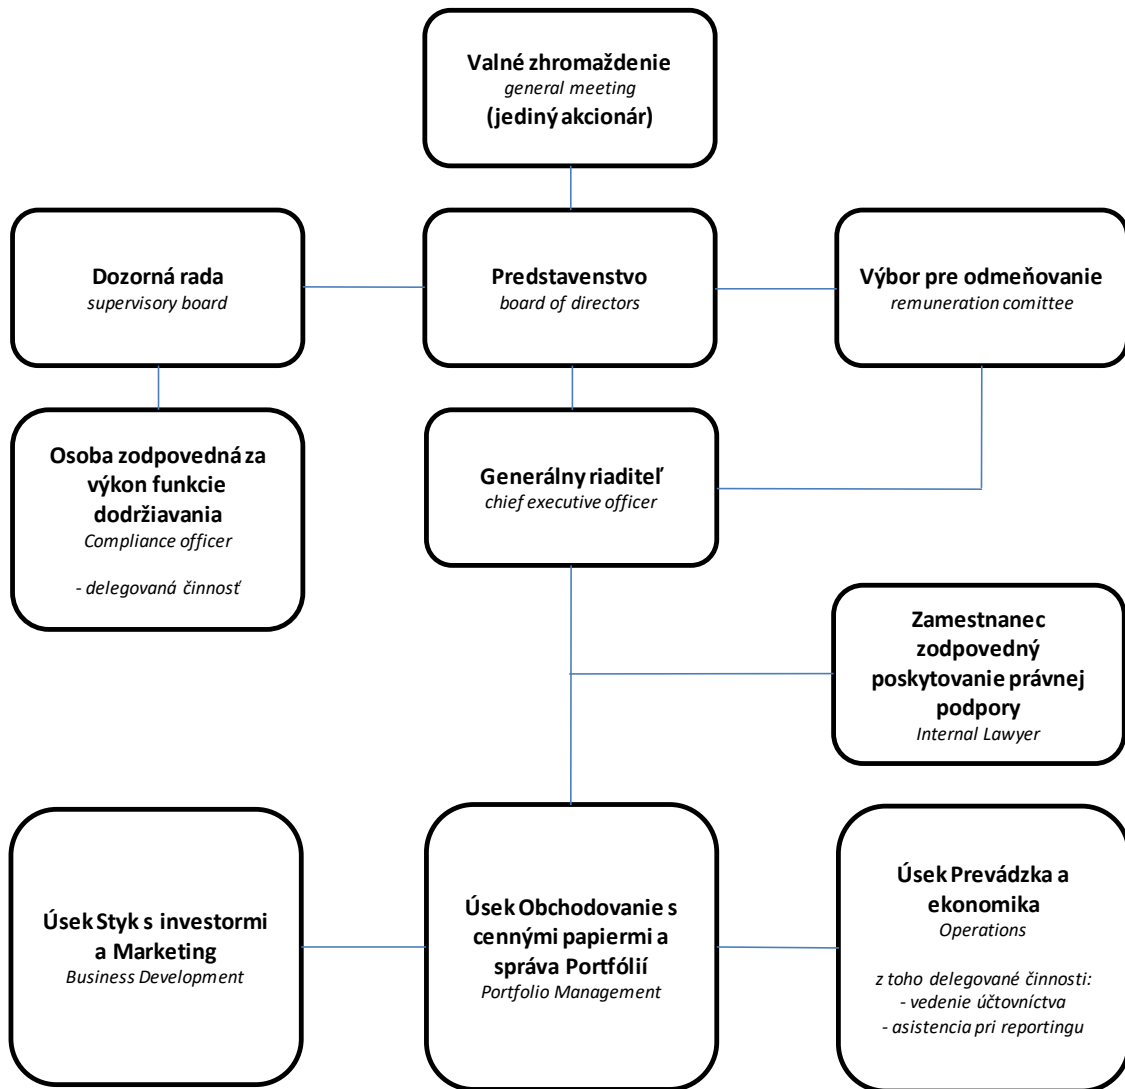 Valné zhromaždenie
general meeting
(jediný akcionár)
Dozorná rada
supervisory board
Predstavenstvo
board of directors
Výbor pre odmeňovanie
remuneration comittee
Osoba zodpovedná za
výkon funkcie
dodržiavania
Compliance officer
- delegovaná činnosť
Generálny riaditeľ
chief executive officer
Zamestnanec
zodpovedný
poskytovanie právnej
podpory
Internal Lawyer
Úsek Styk s investormi
a Marketing
Business Development
Úsek Obchodovanie s
cennými papiermi a
správa Portfólií
Portfolio Management
Úsek Prevádzka a
ekonomika
Operations
z toho delegované činnosti:
- vedenie účtovníctva
- asistencia pri reportingu